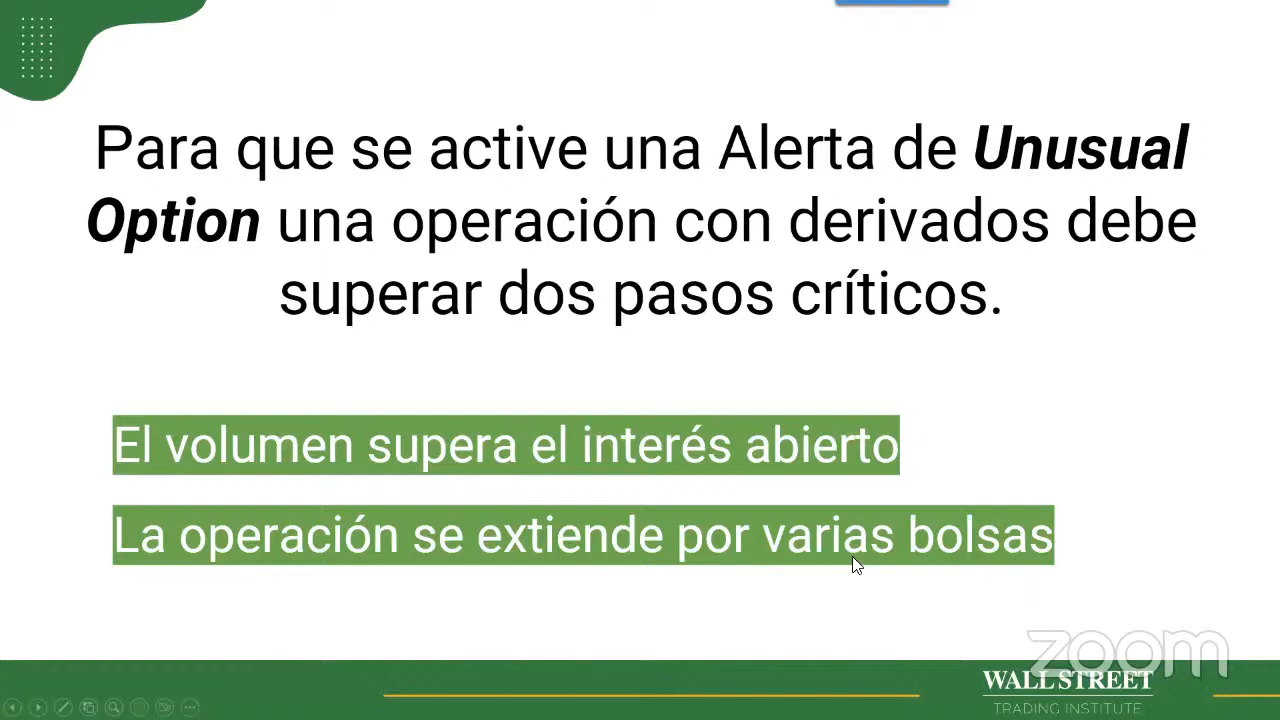 Para que se active una Alerta de Unusual
Option una operación con derivados debe
superar dos pasos críticos.
El volumen supera el interés abierto
La operación se extiende por varias bolsas
zoom
WALL STREET
TRADING INSTITUTE